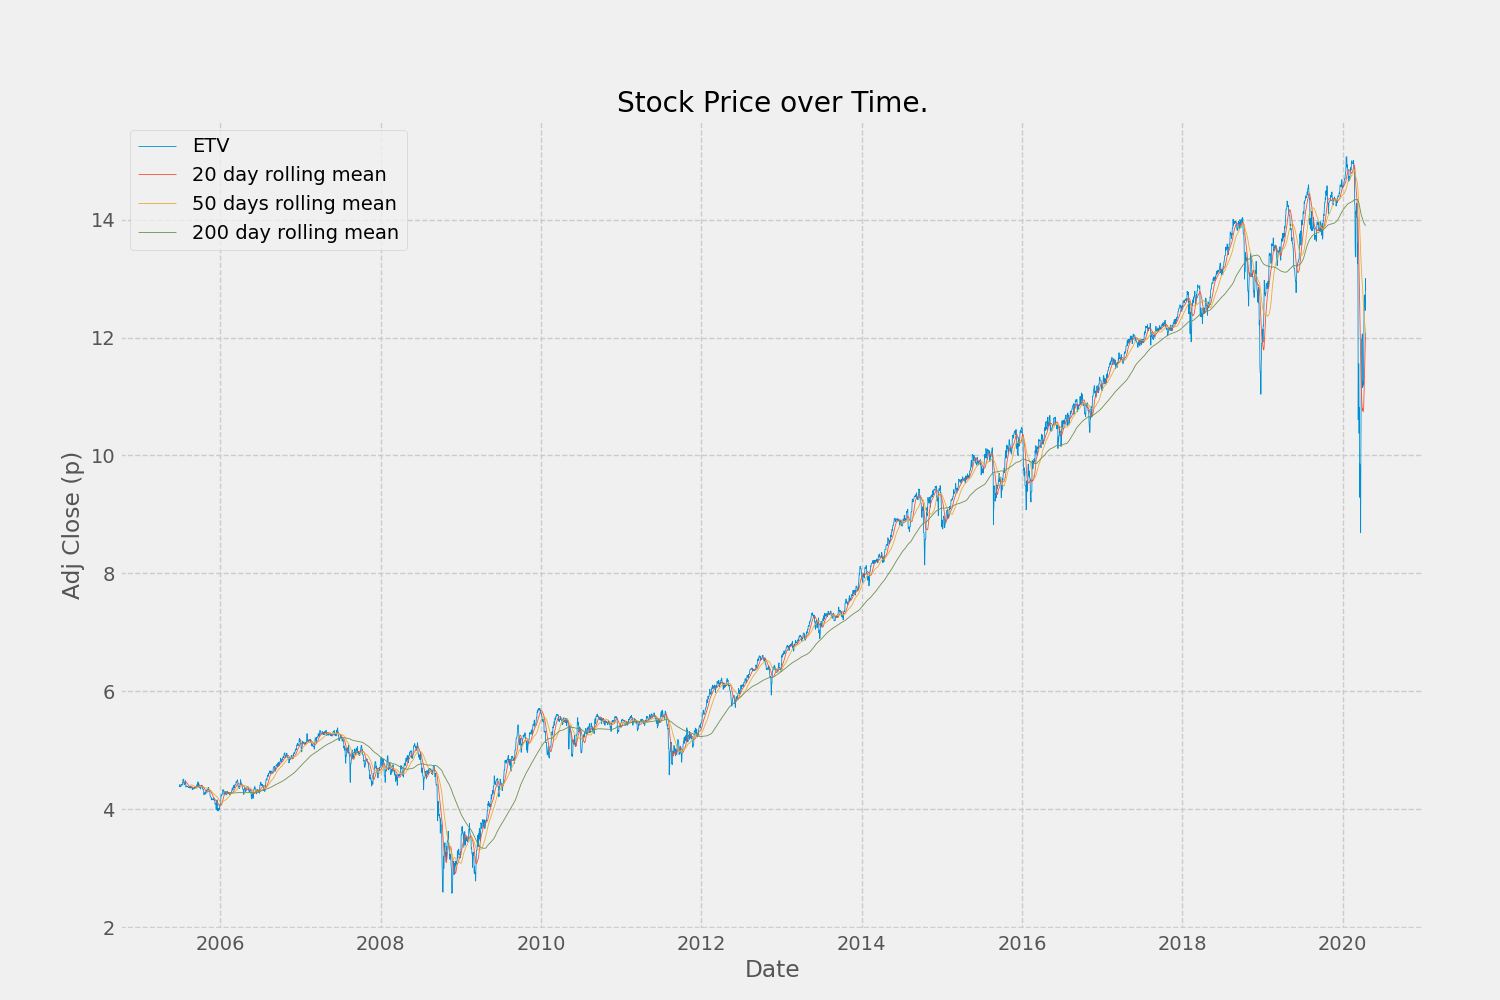 Stock Price over Time.
ETV
20 day rolling mean
50 days rolling mean
200 day rolling mean
Adj Close (p)
14
12
10
8
6
4
2
2006 2008 2010 2012 2014 2016 2018 2020
Date